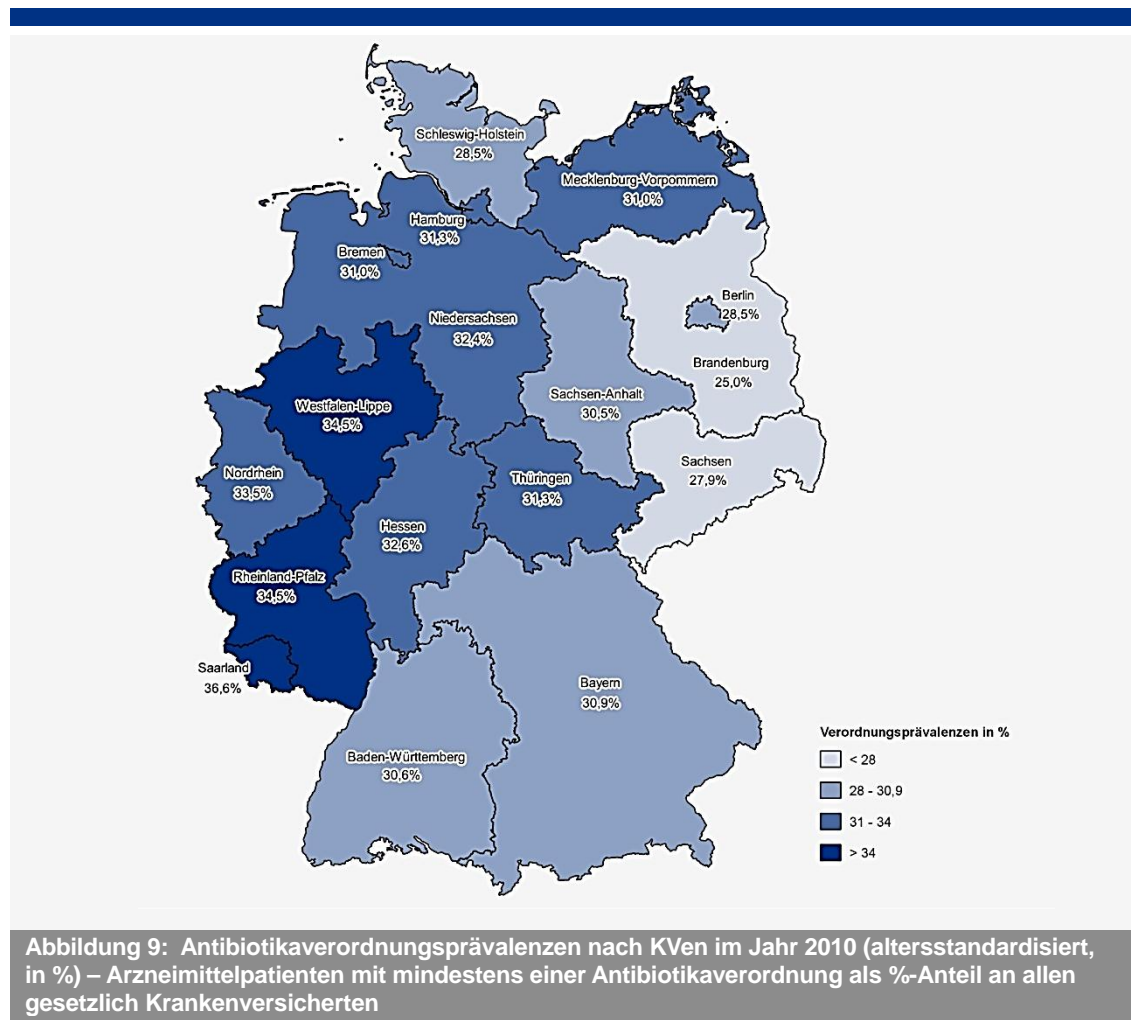 Schleswig-Holstein
28,5%
Mecklenburg-Vorpommern
31,0%
Hamburg
31,3%
Bremen
31,0%
Niedersachsen
32,4%
Berlin
28,5%
Brandenburg
25,0%
Sachsen-Anhalt
30,5%
Westfalen-Lippe
34,5%
Nordrhein
33,5%
Sachsen
27,9%
Thüringen
31,3%
Hessen
32,6%
Rheinland-Pfalz
34,5%
Saarland
36,6%
Bayern
30,9%
Baden-Württemberg
30,6%
Verordnungsprävalenzen in %
< 28
28 - 30,9
31 - 34
> 34
Abbildung 9: Antibiotikaverordnungsprävalenzen nach KVen im Jahr 2010 (altersstandardisiert,
in %) – Arzneimittelpatienten mit mindestens einer Antibiotikaverordnung als %-Anteil an allen
gesetzlich Krankenversicherten